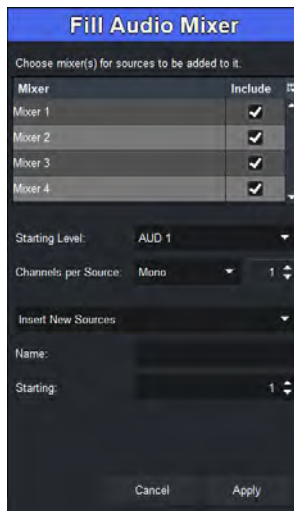 Fill Audio Mixer
Choose mixer(s) for sources to be added to it.
Mixer Include
Mixer 1
Mixer 2
Mixer 3
Mixer 4
Starting Level: AUD 1
Channels per Source: Mono 1
Insert New Sources
Name:
Starting: 1
Cancel Apply